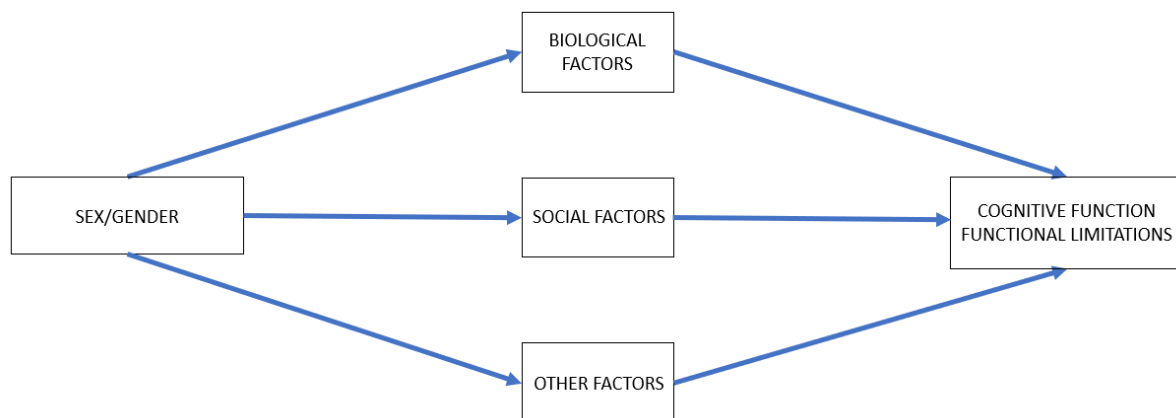 BIOLOGICAL
FACTORS
SEX/GENDER
SOCIAL FACTORS
COGNITIVE FUNCTION
FUNCTIONAL LIMITATIONS
OTHER FACTORS